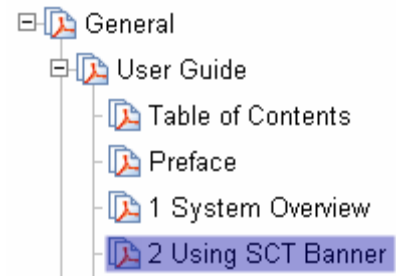 General
User Guide
Table of Contents
Preface
1 System Overview
2 Using SCT Banner